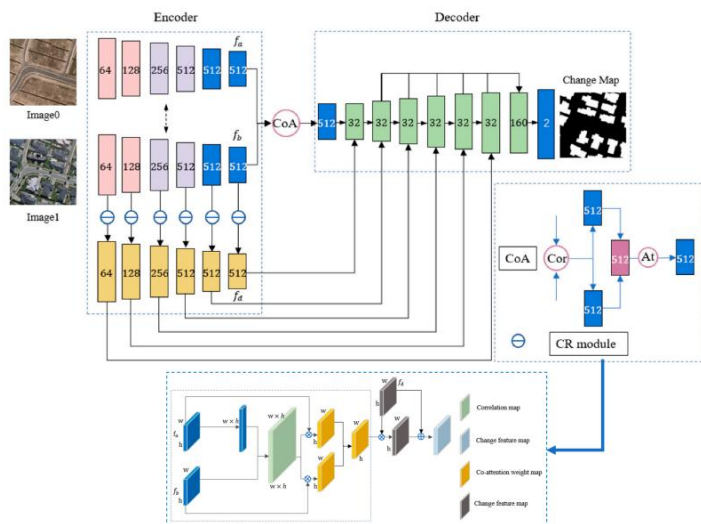 Encoder
Decoder
Image0
Image1
64
128
256
512
512
512
f_a
64
128
256
512
512
512
f_b
64
128
256
512
512
512
f_d
CoA
512
32
32
32
32
32
32
160
2
Change Map
CoA
Cor
512
512
512
At
512
CR module
w
h
f_a
w × h
w × h
w × h
w
h
f_b
w
h
w
h
w
h
w
f_d
h
w
h
Correlation map
Change feature map
Co-attention weight map
Change feature map